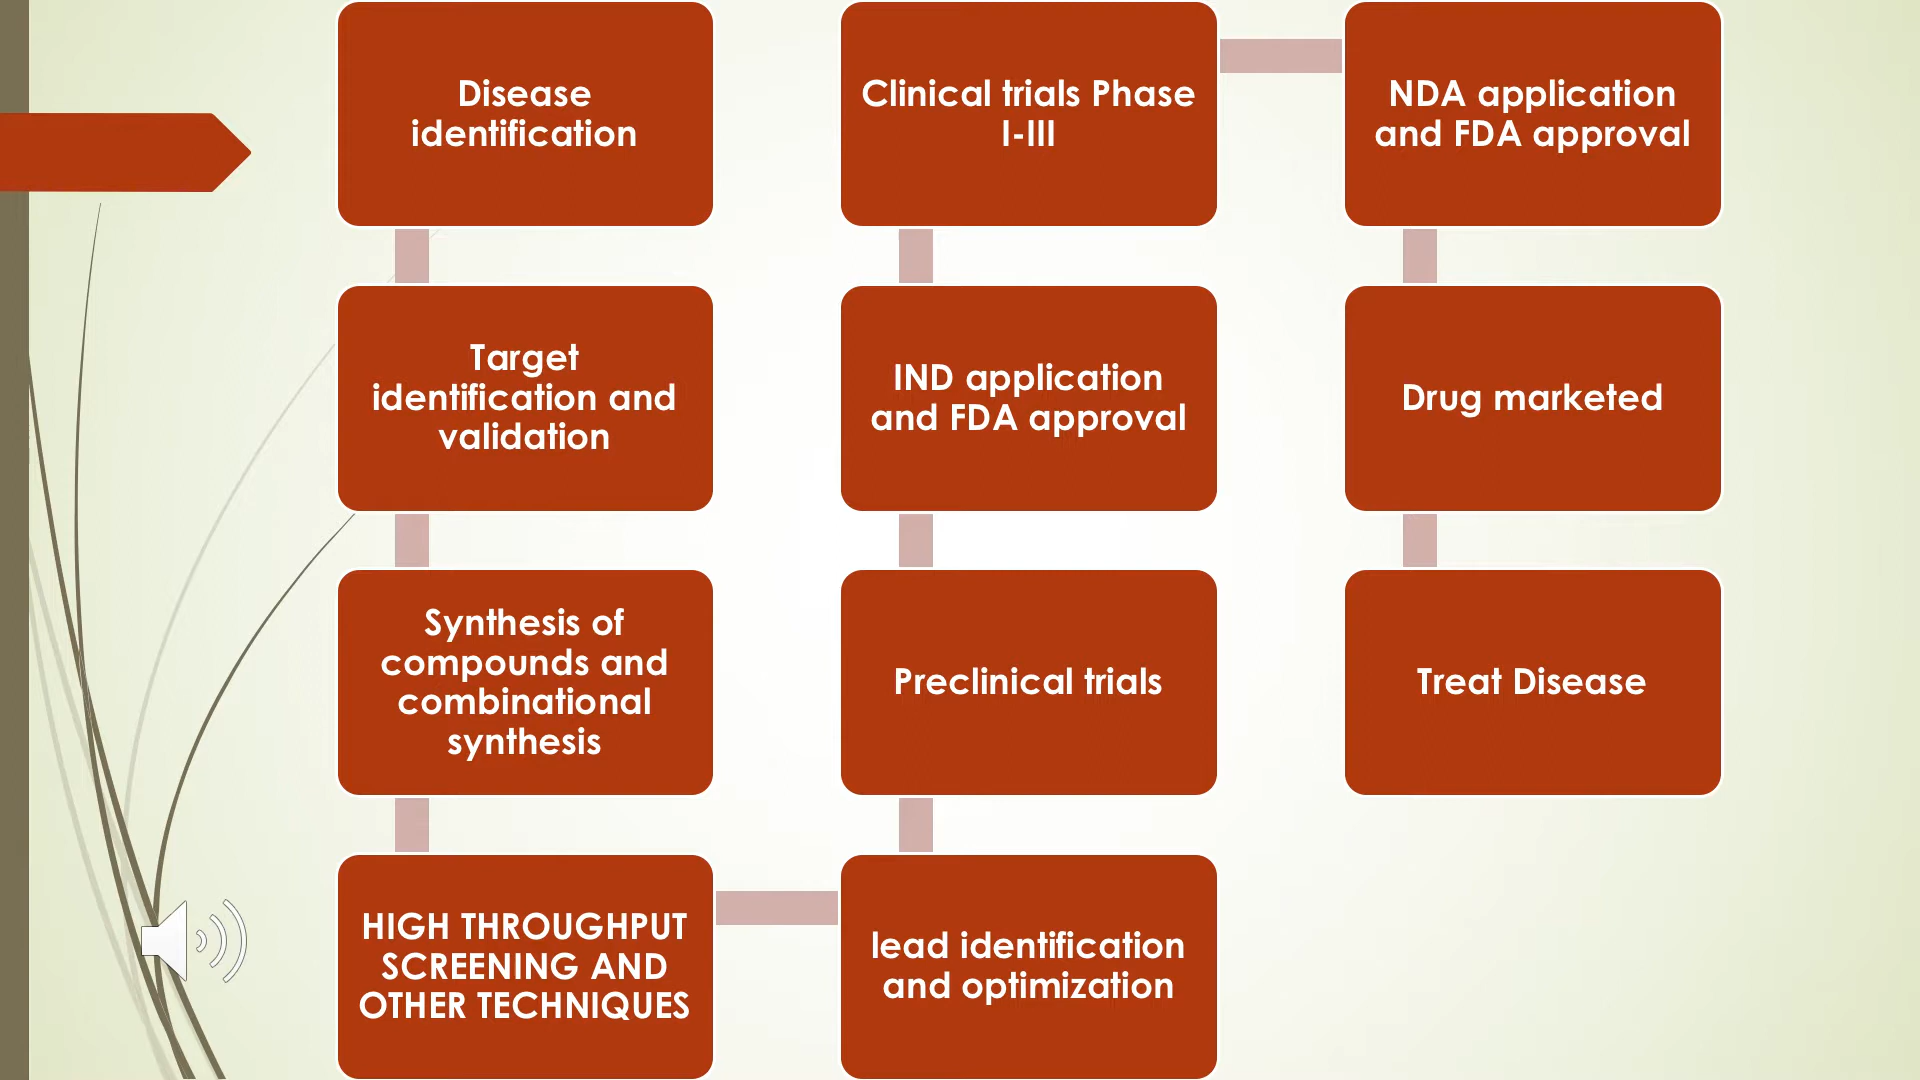 Disease
identification
Target
identification and
validation
Synthesis of
compounds and
combinational
synthesis
HIGH THROUGHPUT
SCREENING AND
OTHER TECHNIQUES
lead identification
and optimization
Preclinical trials
IND application
and FDA approval
Clinical trials Phase
I-III
NDA application
and FDA approval
Drug marketed
Treat Disease